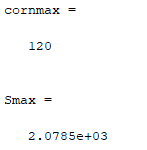 cornmax =
120
Smax =
2.0785e+03